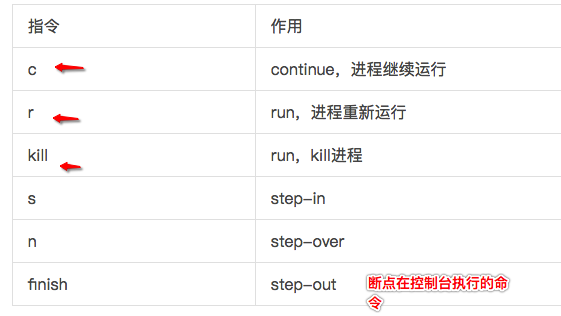 指令 作用
c continue，进程继续运行
r run，进程重新运行
kill run，kill进程
s step-in
n step-over
finish step-out
断点在控制台执行的命
令